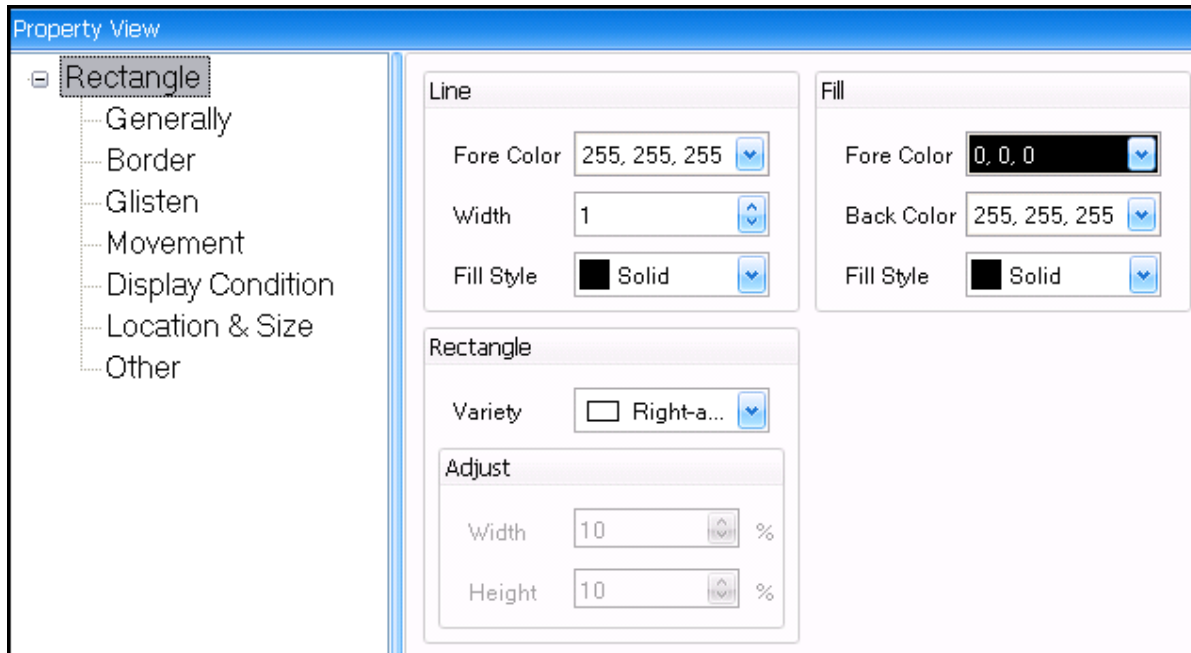 Property View
Rectangle
Generally
Border
Glisten
Movement
Display Condition
Location & Size
Other
Line
Fore Color 255, 255, 255
Width 1
Fill Style Solid
Fill
Fore Color 0, 0, 0
Back Color 255, 255, 255
Fill Style Solid
Rectangle
Variety Right-a...
Adjust
Width 10 %
Height 10 %